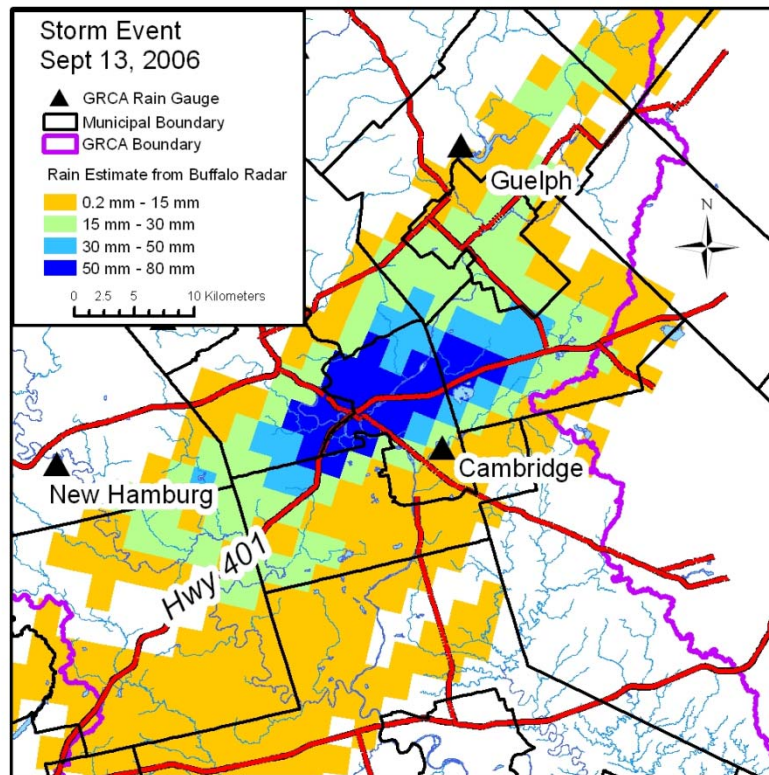 Storm Event
Sept 13, 2006
GRCA Rain Gauge
Municipal Boundary
GRCA Boundary
Rain Estimate from Buffalo Radar
0.2 mm - 15 mm
15 mm - 30 mm
30 mm - 50 mm
50 mm - 80 mm
0 2.5 5 10 Kilometers
Guelph
N
Cambridge
New Hamburg
Hwy 401